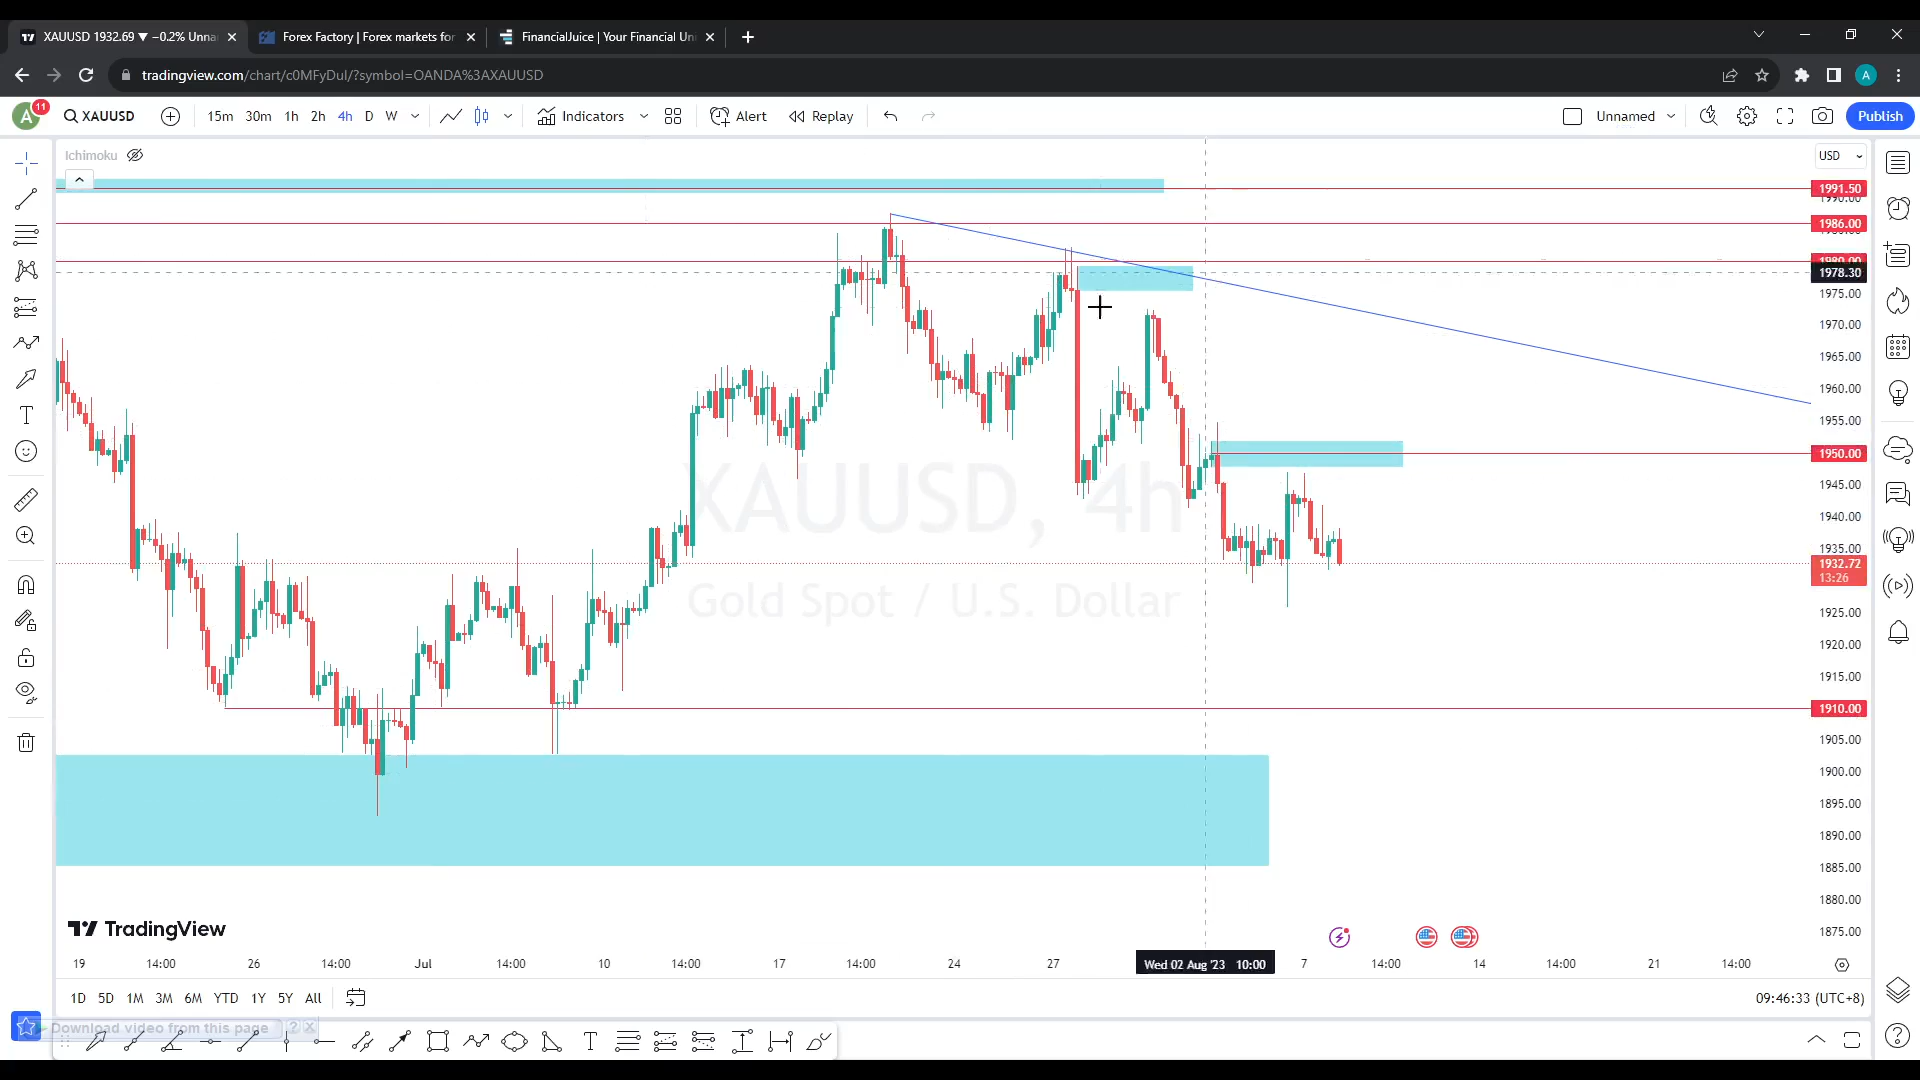 XAUUSD 1932.69 ▼ −0.2% Unna
Forex Factory | Forex markets for
FinancialJuice | Your Financial Un
tradingview.com/chart/c0MFyDul/?symbol=OANDA%3AXAUUSD
A
A
11
XAUUSD
15m 30m 1h 2h 4h D W
Indicators
Alert
Replay
Unnamed
Publish
Ichimoku
USD
1991.50
1990.00
1986.00
1980.00
1978.30
1975.00
1970.00
1965.00
1960.00
1955.00
1950.00
1945.00
1940.00
1935.00
1932.72
13:26
1925.00
1920.00
1915.00
1910.00
1905.00
1900.00
1895.00
1890.00
1885.00
1880.00
1875.00
XAUUSD, 4h
Gold Spot / U.S. Dollar
TradingView
19 14:00 26 14:00 Jul 14:00 10 14:00 17 14:00 24 27 Wed 02 Aug '23 10:00 7 14:00 14 14:00 21 14:00
1D 5D 1M 3M 6M YTD 1Y 5Y All
09:46:33 (UTC+8)
Download video from this page ? X